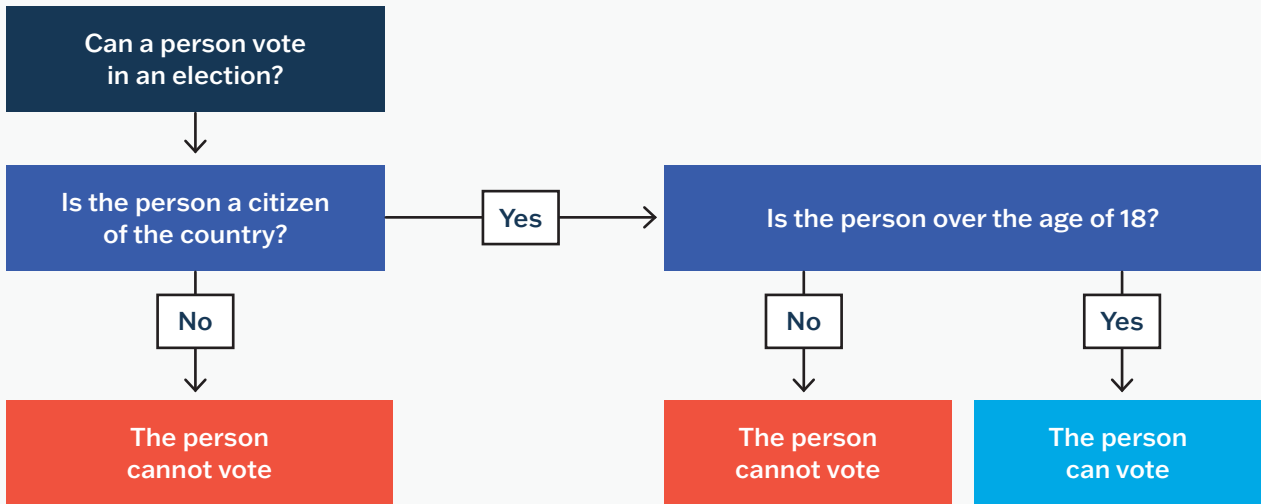 Can a person vote
in an election?
Is the person a citizen
of the country?
Yes
Is the person over the age of 18?
No
No
Yes
The person
cannot vote
The person
cannot vote
The person
can vote